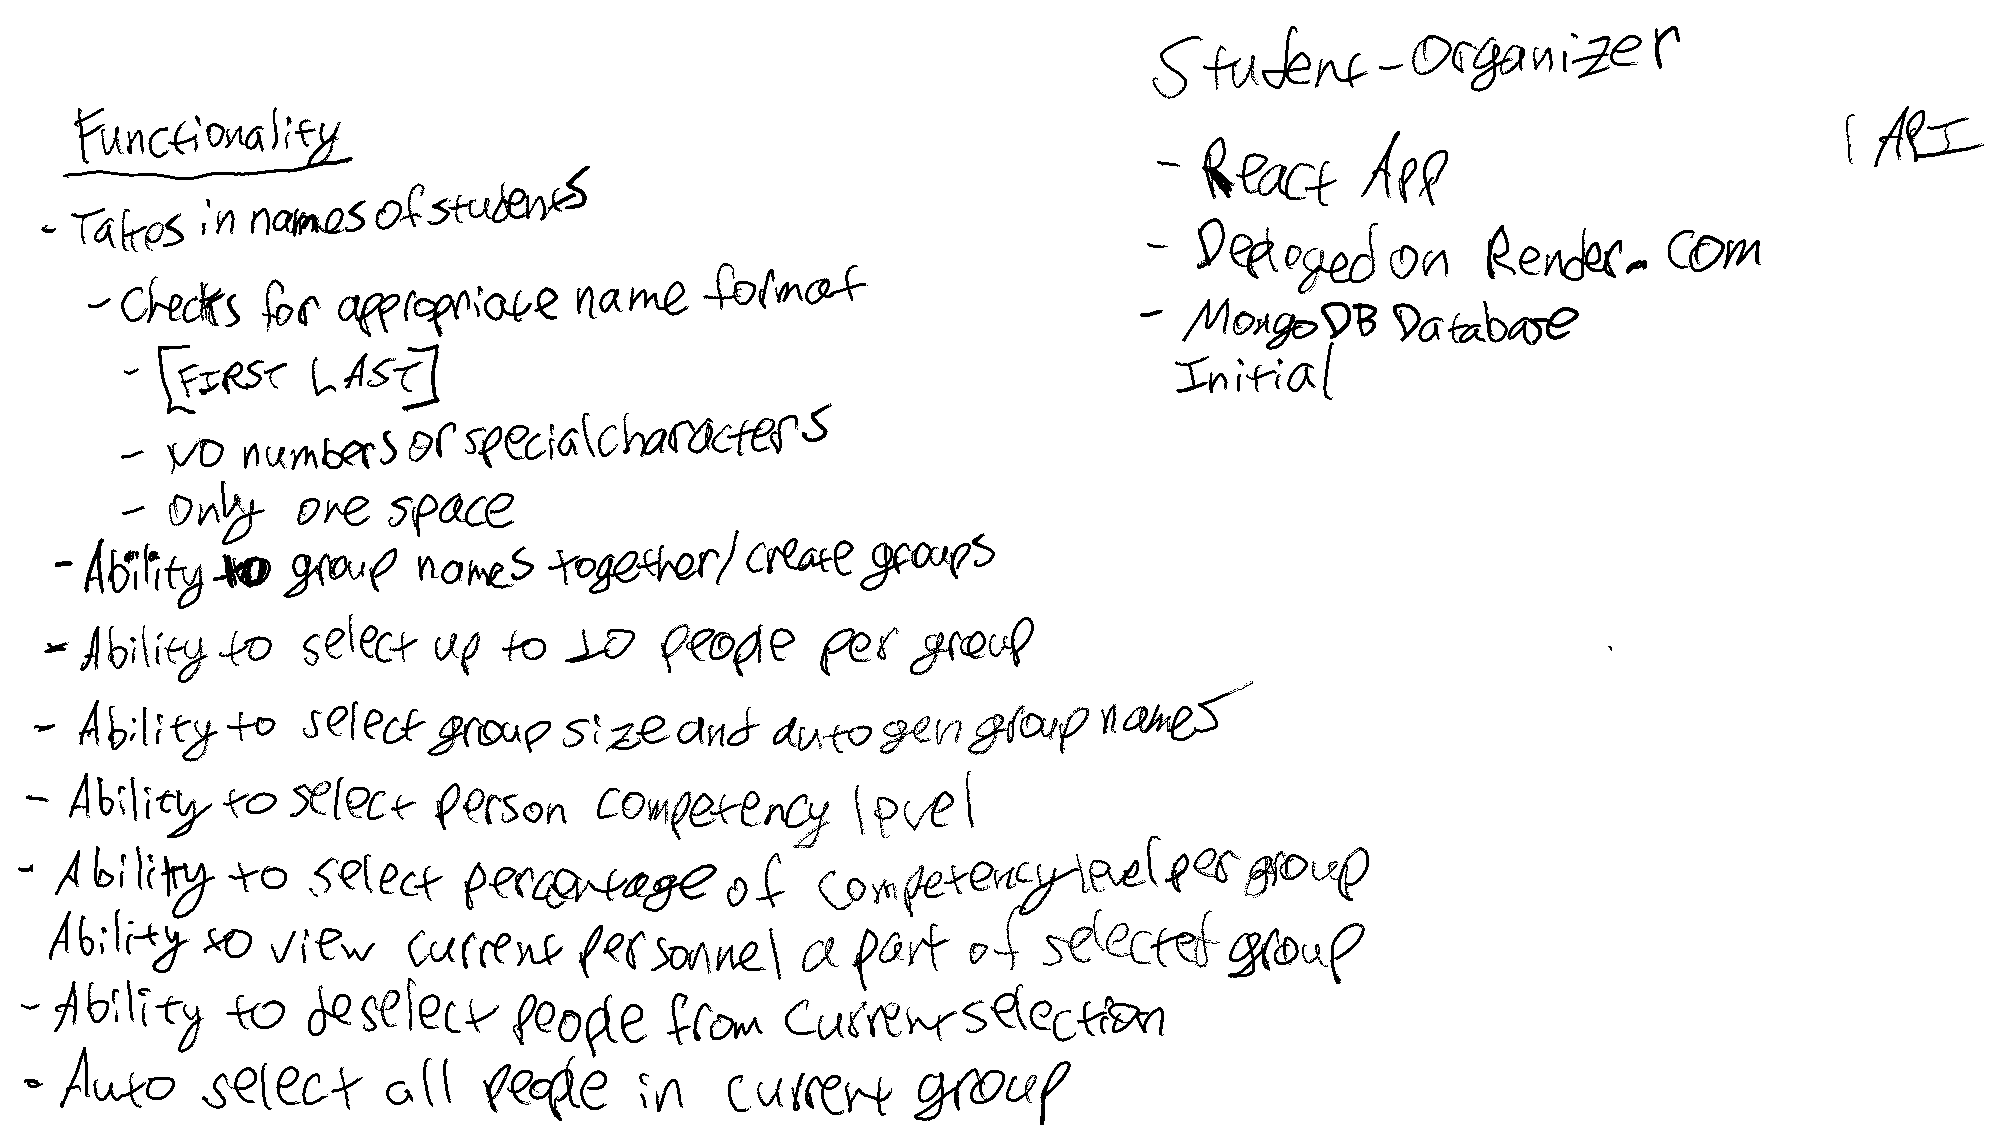 Student-Organizer
- React App
- Deployed on Render.com
- MongoDB Database
Initial
API
Functionality
- Takes in names of students
- Checks for appropriate name format
- [FIRST LAST]
- NO numbers or special characters
- Only one space
- Ability to group names together/create groups
- Ability to select up to 10 people per group
- Ability to select group size and auto gen group names
- Ability to select person competency level
- Ability to select percentage of competency level per group
Ability to view current personnel a part of selected group
- Ability to deselect people from current selection
- Auto select all people in current group